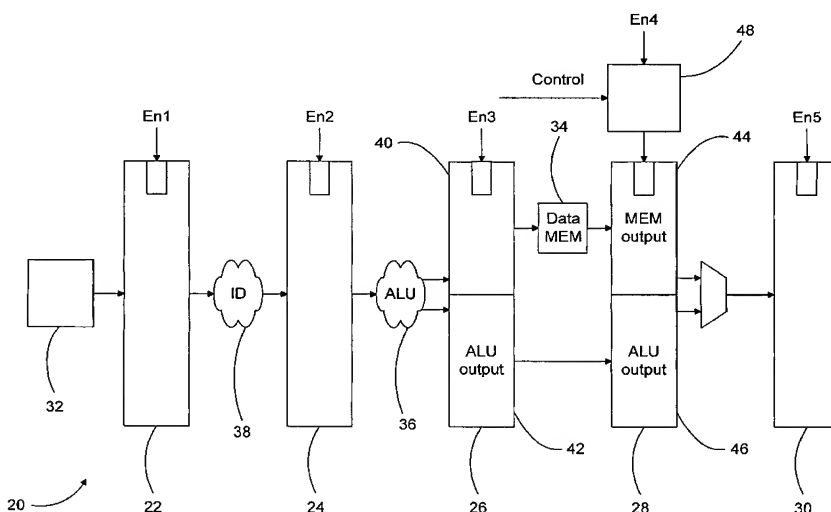 En4
48
Control
En1
En2
En3
40
34
44
En5
Data
MEM
MEM
output
ID
ALU
ALU
output
ALU
output
32
38
36
42
46
20
22
24
26
28
30